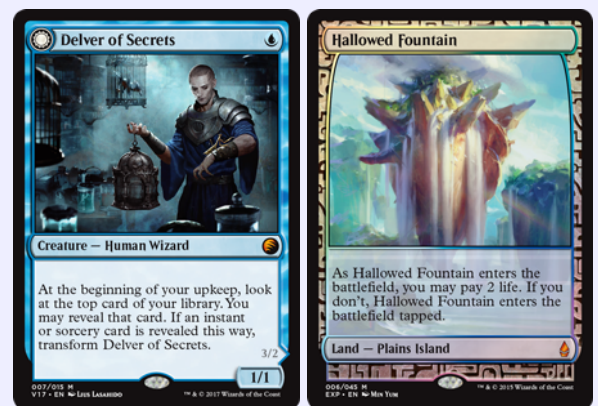 Delver of Secrets
Creature — Human Wizard
At the beginning of your upkeep, look
at the top card of your library. You
may reveal that card. If an instant
or sorcery card is revealed this way,
transform Delver of Secrets.
3/2
1/1
007/015 M
V17 • EN Lius Lasahido
™ & © 2017 Wizards of the Coast
Hallowed Fountain
As Hallowed Fountain enters the
battlefield, you may pay 2 life. If you
don't, Hallowed Fountain enters the
battlefield tapped.
Land — Plains Island
006/045 M
EXP • EN Min Yum
™ & © 2015 Wizards of the Coast